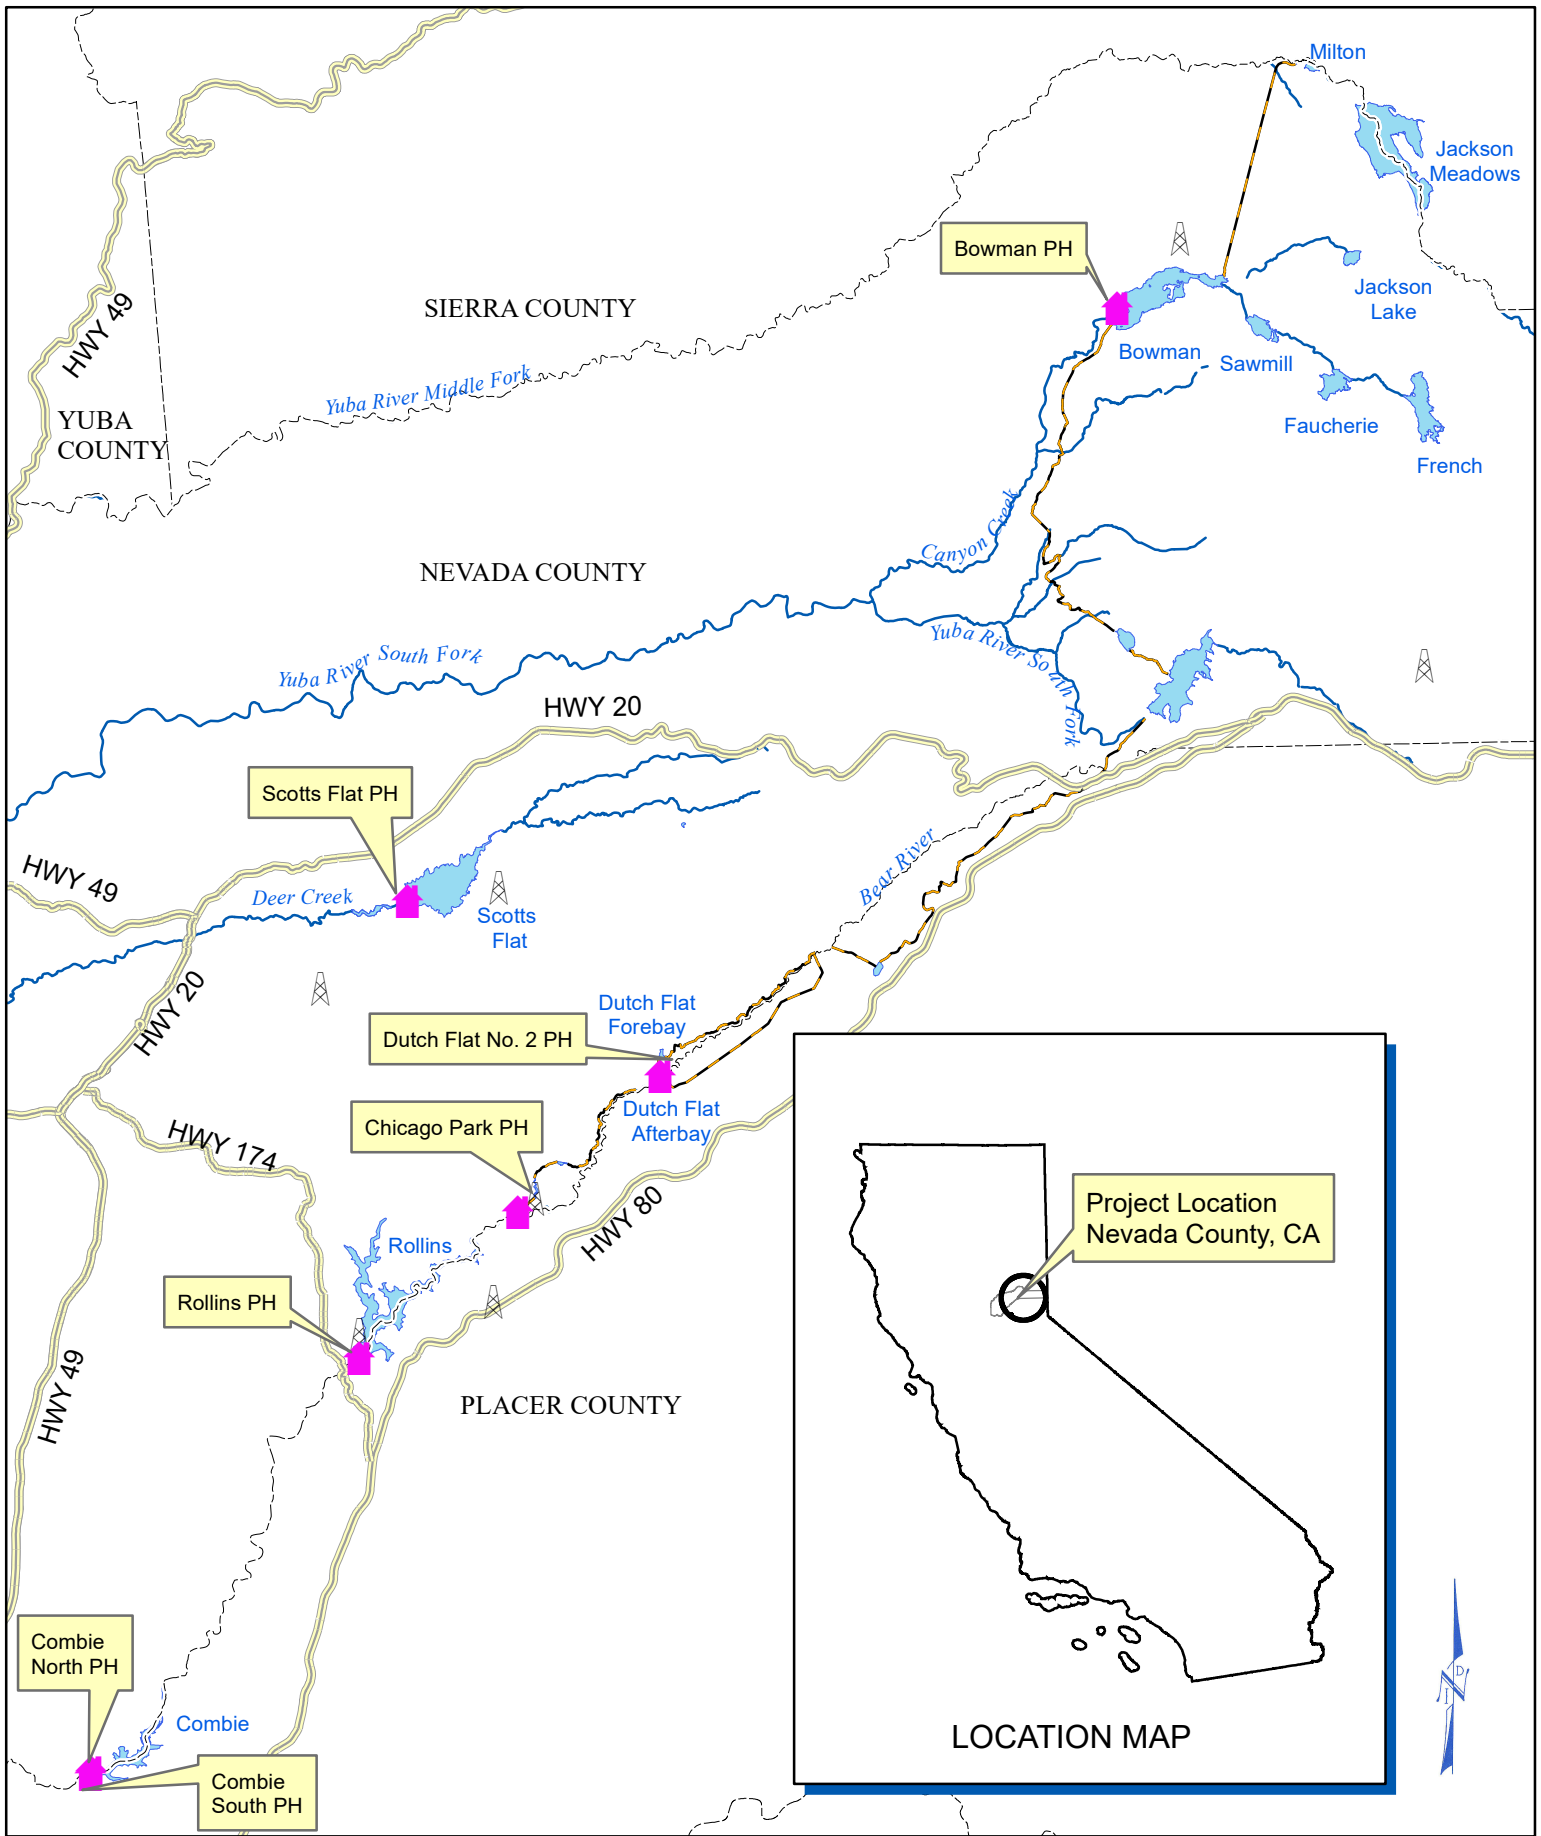 Milton
Jackson
Meadows
Bowman PH
Jackson
Lake
SIERRA COUNTY
HWY 49
Bowman
Sawmill
Yuba River Middle Fork
YUBA
COUNTY
Faucherie
French
Canyon Creek
NEVADA COUNTY
Yuba River South Fork
Yuba River South Fork
HWY 20
Scotts Flat PH
HWY 49
Bear River
Deer Creek
Scotts
Flat
HWY 20
Dutch Flat
Forebay
Dutch Flat No. 2 PH
Dutch Flat
Afterbay
Chicago Park PH
HWY 174
HWY 80
Rollins
Rollins PH
HWY 49
PLACER COUNTY
Project Location
Nevada County, CA
Combie
North PH
Combie
Combie
South PH
LOCATION MAP
N
I
D